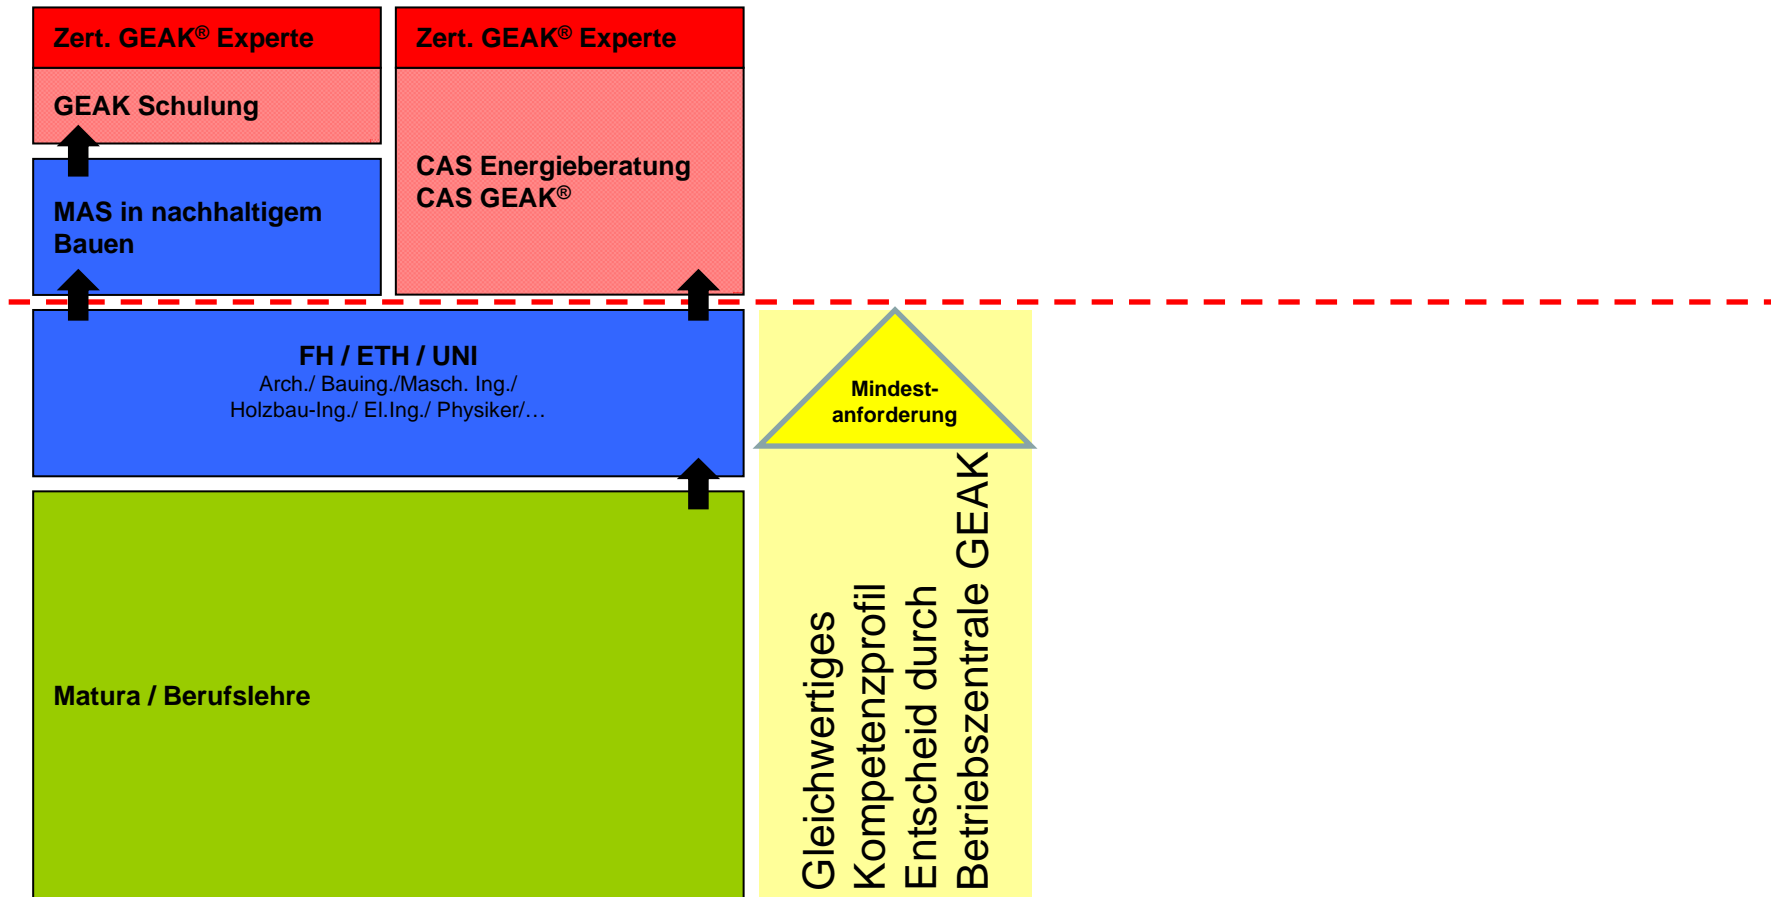 Zert. GEAK® Experte
Zert. GEAK® Experte
GEAK Schulung
CAS Energieberatung
CAS GEAK®
MAS in nachhaltigem
Bauen
FH / ETH / UNI
Arch./ Bauing./Masch. Ing./
Holzbau-Ing./ El.Ing./ Physiker/…
Mindest-
anforderung
Matura / Berufslehre
Gleichwertiges
Kompetenzprofil
Entscheid durch
Betriebszentrale GEAK